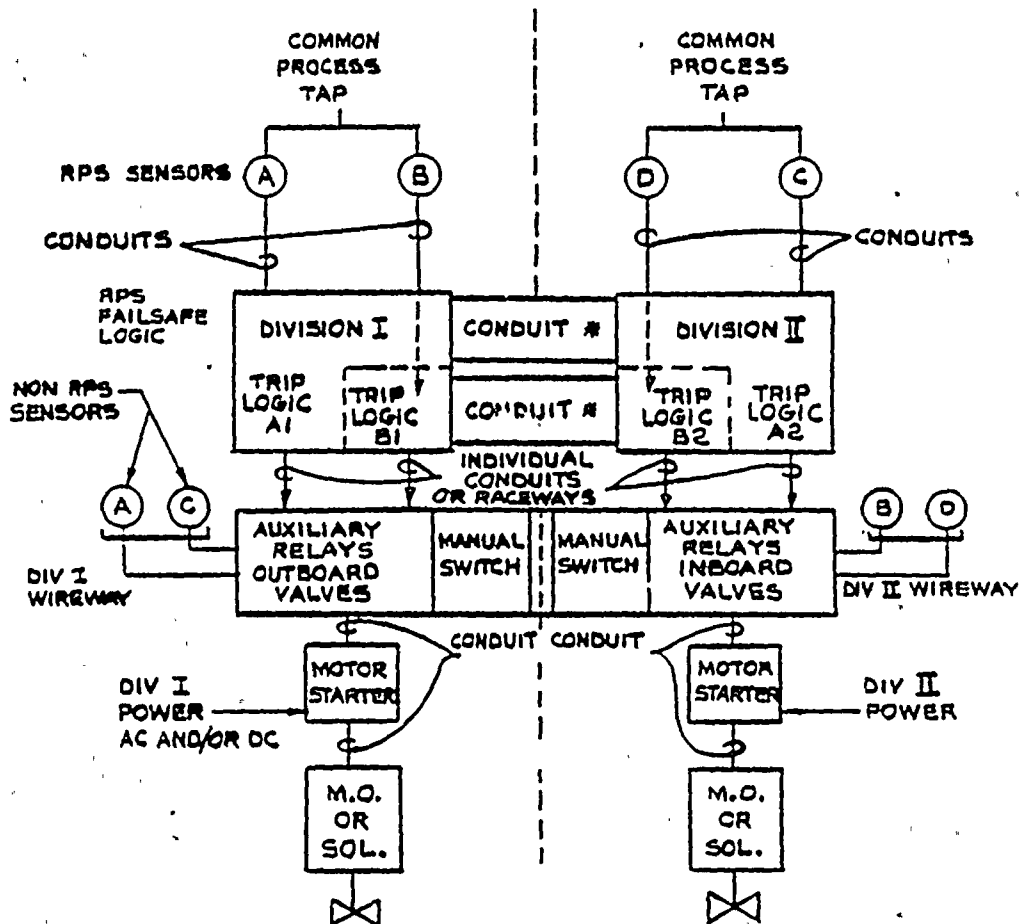 COMMON
PROCESS
TAP
COMMON
PROCESS
TAP
RPS SENSORS
A
B
D
C
CONDUITS
CONDUITS
RPS
FAILSAFE
LOGIC
DIVISION I
CONDUIT *
DIVISION II
NON RPS
SENSORS
TRIP
LOGIC
A1
TRIP
LOGIC
B1
CONDUIT *
TRIP
LOGIC
B2
TRIP
LOGIC
A2
INDIVIDUAL
CONDUITS
OR RACEWAYS
A
C
AUXILIARY
RELAYS
OUTBOARD
VALVES
MANUAL
SWITCH
MANUAL
SWITCH
AUXILIARY
RELAYS
INBOARD
VALVES
B
D
DIV I
WIREWAY
DIV II WIREWAY
CONDUIT CONDUIT
MOTOR
STARTER
MOTOR
STARTER
DIV I
POWER
AC AND/OR DC
DIV II
POWER
M.O.
OR
SOL.
M.O.
OR
SOL.